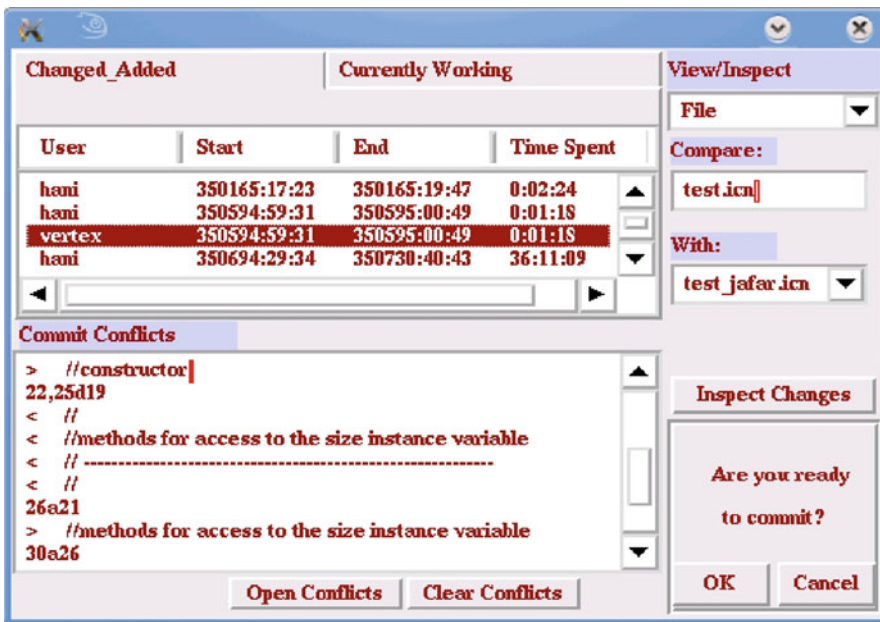 Changed_Added
Currently Working
User Start End Time Spent
hani 350165:17:23 350165:19:47 0:02:24
hani 350594:59:31 350595:00:49 0:01:18
vertex 350594:59:31 350595:00:49 0:01:18
hani 350694:29:34 350730:40:43 36:11:09
Commit Conflicts
> //constructor
22,25d19
< //
< //methods for access to the size instance variable
< // ------------------------------------------------------------
< //
26a21
> //methods for access to the size instance variable
30a26
Open Conflicts
Clear Conflicts
View/Inspect
File
Compare:
test.icn
With:
test_jafar.icn
Inspect Changes
Are you ready
to commit?
OK
Cancel